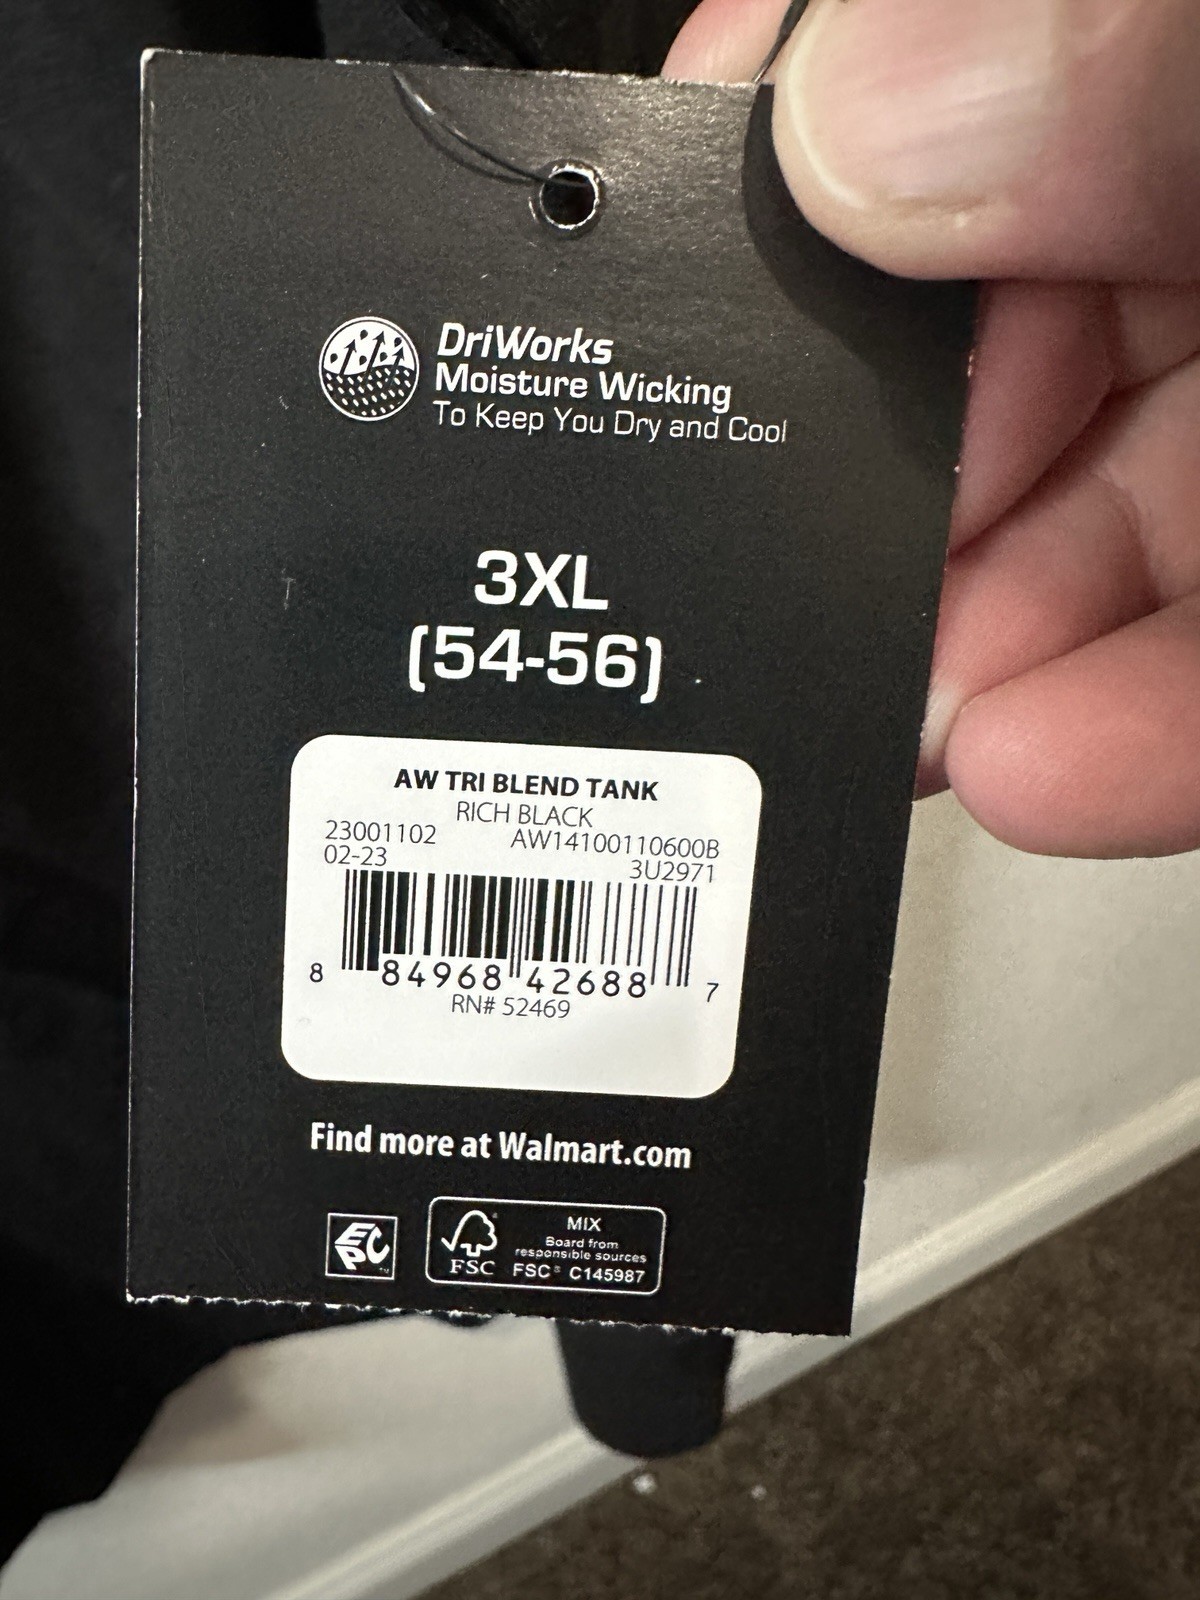 DriWorks
Moisture Wicking
To Keep You Dry and Cool
3XL
(54-56)
AW TRI BLEND TANK
RICH BLACK
23001102 AW14100110600B
02-23 3U2971
8 84968 42688 7
RN# 52469
Find more at Walmart.com
EPC™
FSC®
MIX
Board from
responsible sources
FSC® C145987